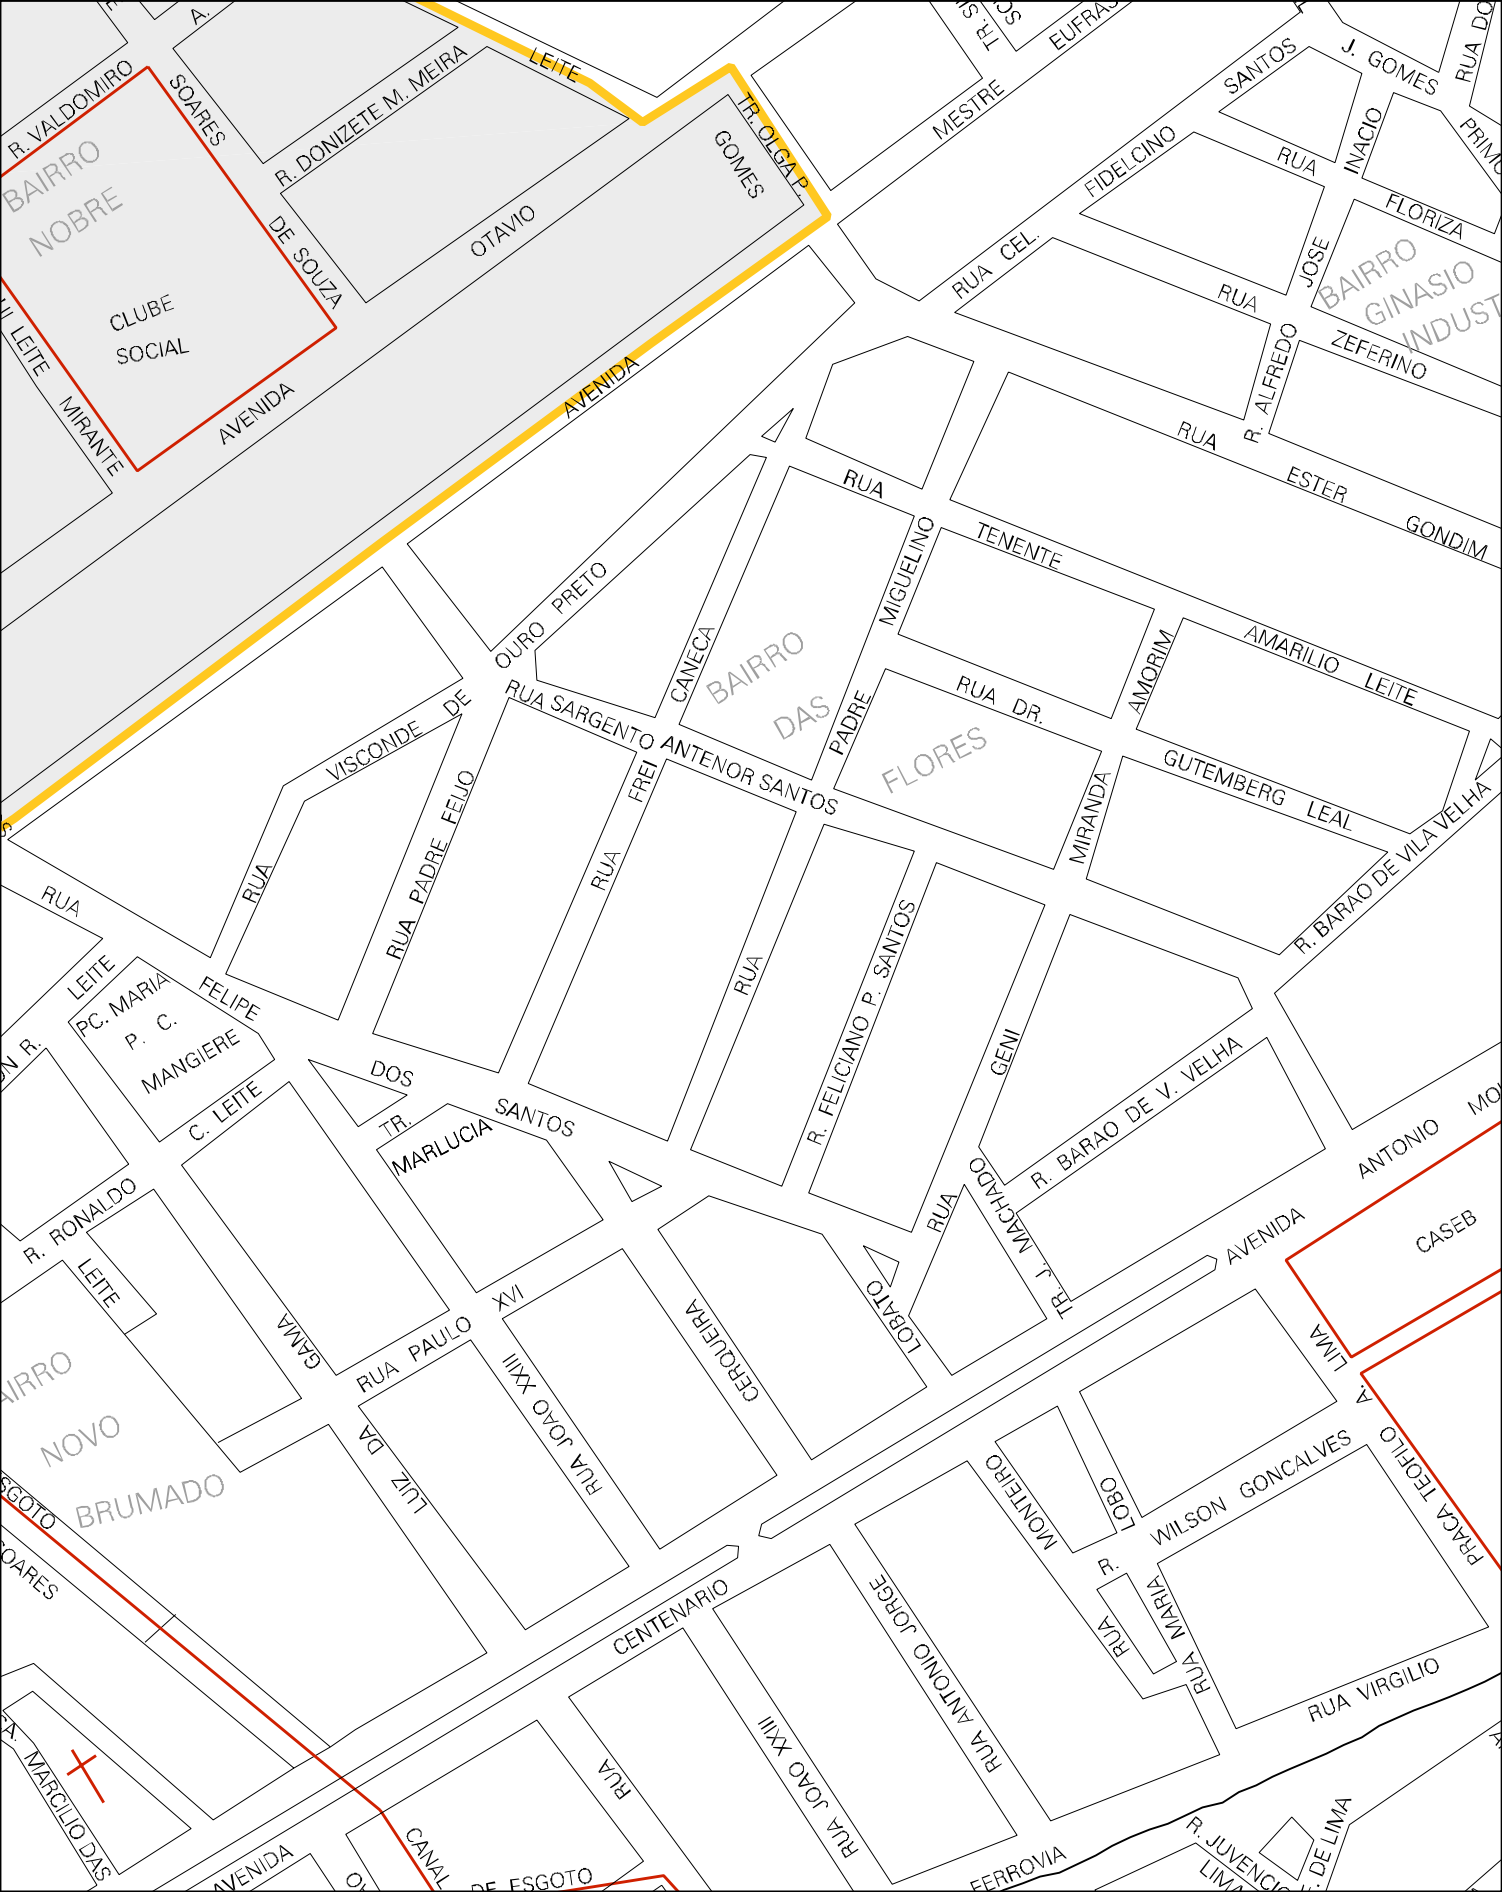 R. VALDOMIRO
A.
SOARES
DE SOUZA
R. DONIZETE M. MEIRA
LEITE
TR. OLGA P.
GOMES
OTAVIO
AVENIDA
AVENIDA
BAIRRO
NOBRE
CLUBE
SOCIAL
LEITE
MIRANTE
EUFRAS
MESTRE
RUA CEL.
FIDELCINO
SANTOS
J. GOMES
RUA DO
PRIMO
INACIO
JOSE
R. ALFREDO
RUA
FLORIZA
RUA
ZEFERINO
BAIRRO
GINASIO
INDUST
RUA
ESTER
GONDIM
RUA
TENENTE
AMARILIO
LEITE
MIGUELINO
PADRE
RUA
CANECA
FREI
RUA
OURO PRETO
VISCONDE DE
RUA
RUA SARGENTO ANTENOR SANTOS
RUA PADRE FEIJO
BAIRRO
DAS
FLORES
RUA DR.
GUTEMBERG LEAL
AMORIM
MIRANDA
GENI
RUA
R. BARAO DE VILA VELHA
R. FELICIANO P. SANTOS
R. BARAO DE V. VELHA
RUA
FELIPE
DOS
SANTOS
LEITE
PC. MARIA
P. C.
MANGIERE
C. LEITE
R. RONALDO
LEITE
TR.
MARLUCIA
GAMA
DA
LUIZ
RUA PAULO XVI
RUA JOAO XXIII
CERQUEIRA
LOBATO
TR. J. MACHADO
AVENIDA
ANTONIO
CASEB
LIMA
A.
PRACA TEOFILO
WILSON GONCALVES
R.
MONTEIRO
RUA
LOBO
RUA MARIA
RUA VIRGILIO
NOVO
BRUMADO
CENTENARIO
RUA ANTONIO JORGE
RUA JOAO XXIII
RUA
MARCILIO DAS
AVENIDA
CANAL
DE ESGOTO
FERROVIA
R. JUVENCIO
LIMA
DE LIMA